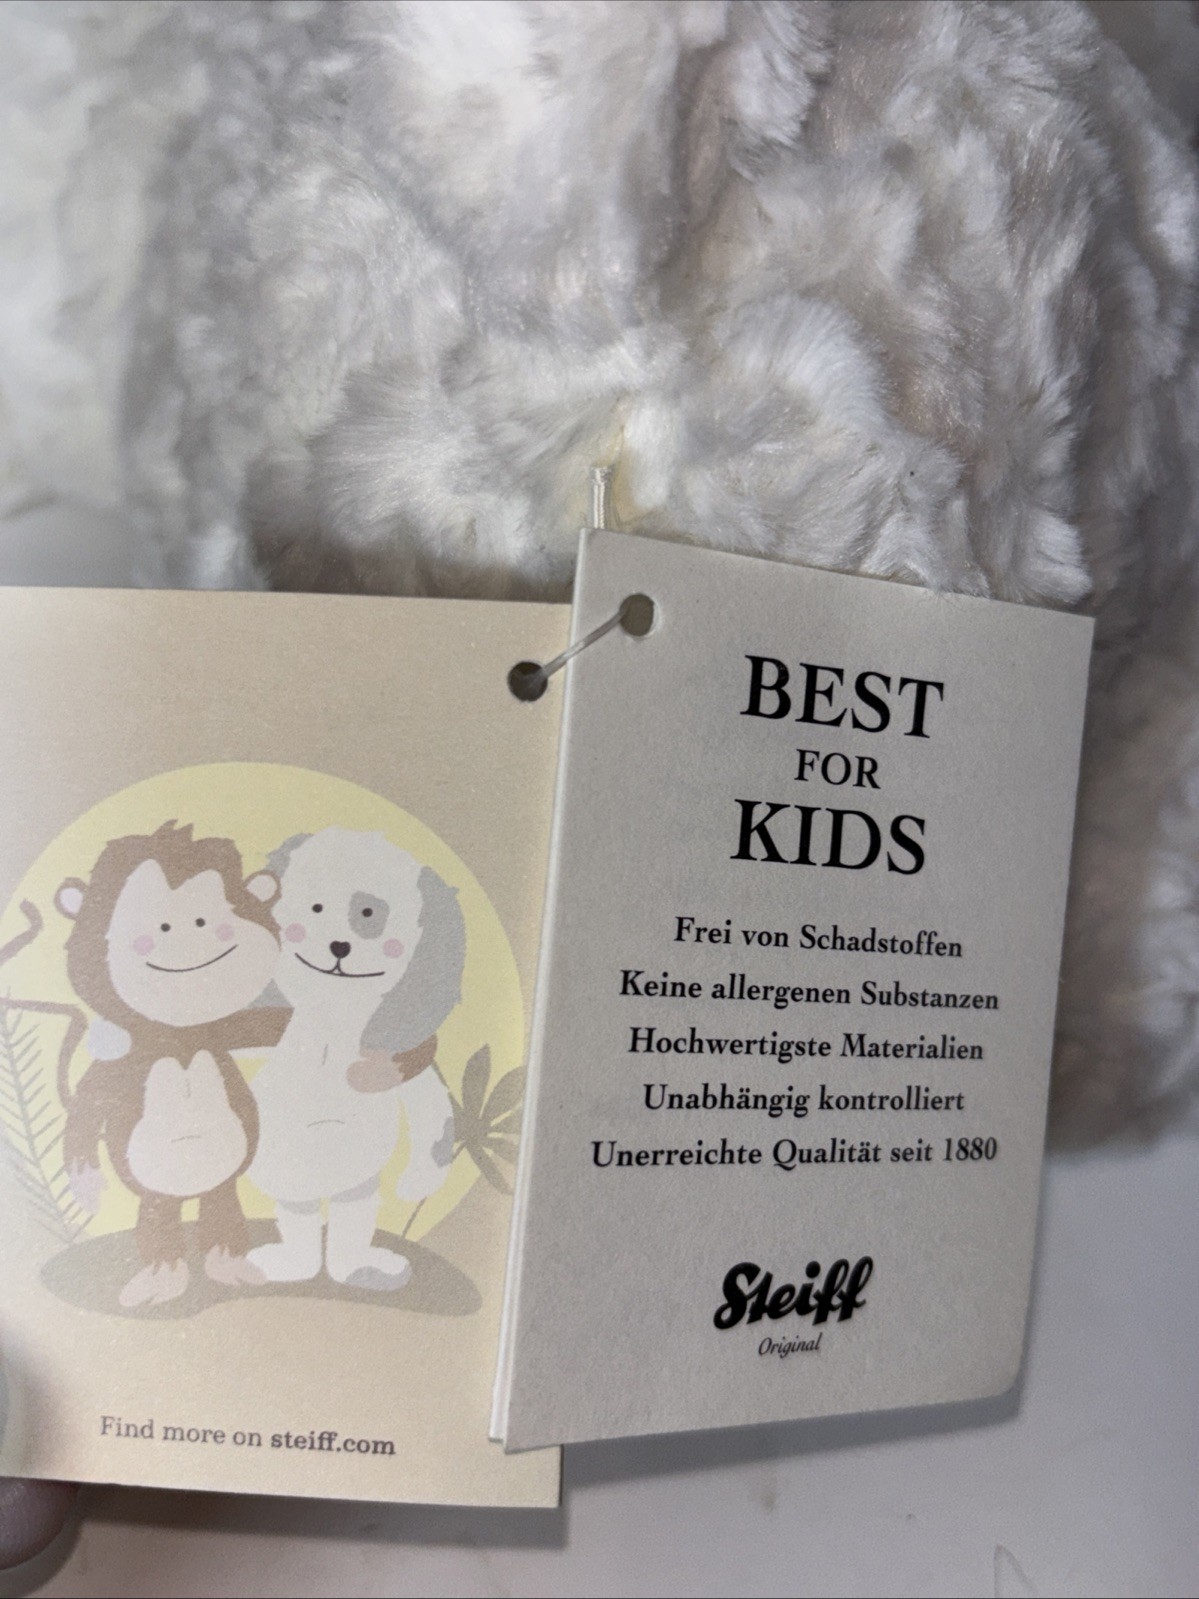 BEST
FOR
KIDS
Frei von Schadstoffen
Keine allergenen Substanzen
Hochwertigste Materialien
Unabhängig kontrolliert
Unerreichte Qualität seit 1880
Steiff
Original
Find more on steiff.com